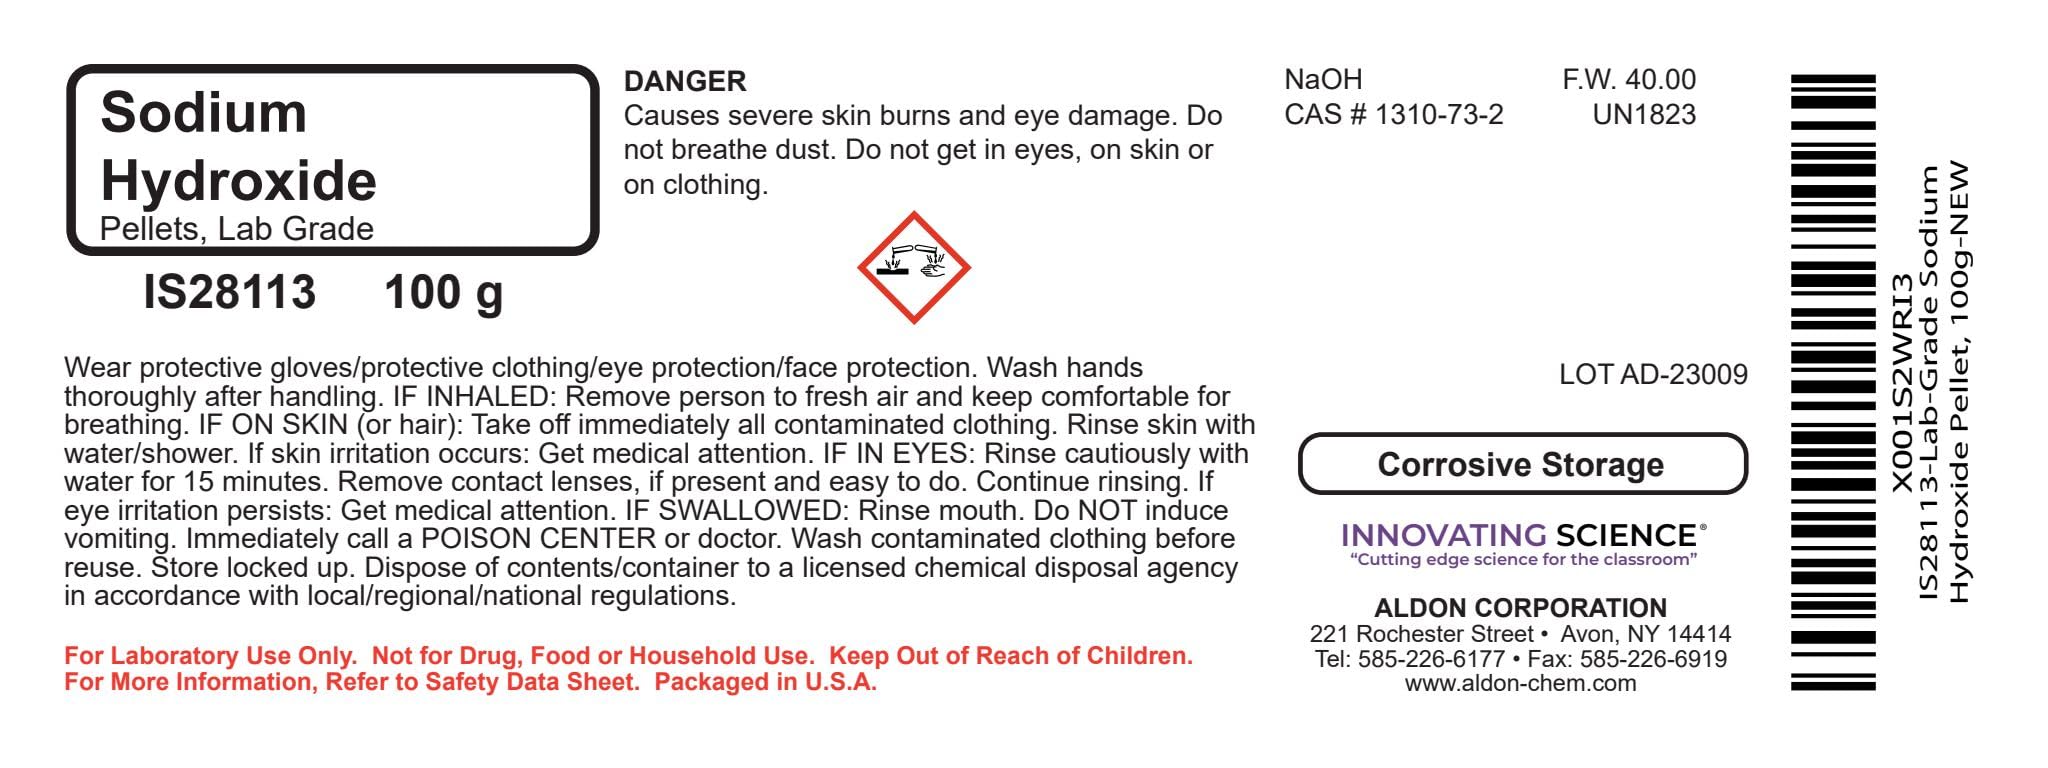 Sodium
Hydroxide
Pellets, Lab Grade
IS28113 100 g
DANGER
Causes severe skin burns and eye damage. Do
not breathe dust. Do not get in eyes, on skin or
on clothing.
NaOH F.W. 40.00
CAS # 1310-73-2 UN1823
Wear protective gloves/protective clothing/eye protection/face protection. Wash hands
thoroughly after handling. IF INHALED: Remove person to fresh air and keep comfortable for
breathing. IF ON SKIN (or hair): Take off immediately all contaminated clothing. Rinse skin with
water/shower. If skin irritation occurs: Get medical attention. IF IN EYES: Rinse cautiously with
water for 15 minutes. Remove contact lenses, if present and easy to do. Continue rinsing. If
eye irritation persists: Get medical attention. IF SWALLOWED: Rinse mouth. Do NOT induce
vomiting. Immediately call a POISON CENTER or doctor. Wash contaminated clothing before
reuse. Store locked up. Dispose of contents/container to a licensed chemical disposal agency
in accordance with local/regional/national regulations.
For Laboratory Use Only. Not for Drug, Food or Household Use. Keep Out of Reach of Children.
For More Information, Refer to Safety Data Sheet. Packaged in U.S.A.
LOT AD-23009
Corrosive Storage
INNOVATING SCIENCE®
“Cutting edge science for the classroom”
ALDON CORPORATION
221 Rochester Street • Avon, NY 14414
Tel: 585-226-6177 • Fax: 585-226-6919
www.aldon-chem.com
X001S2WRI3
IS28113-Lab-Grade Sodium
Hydroxide Pellet, 100g-NEW